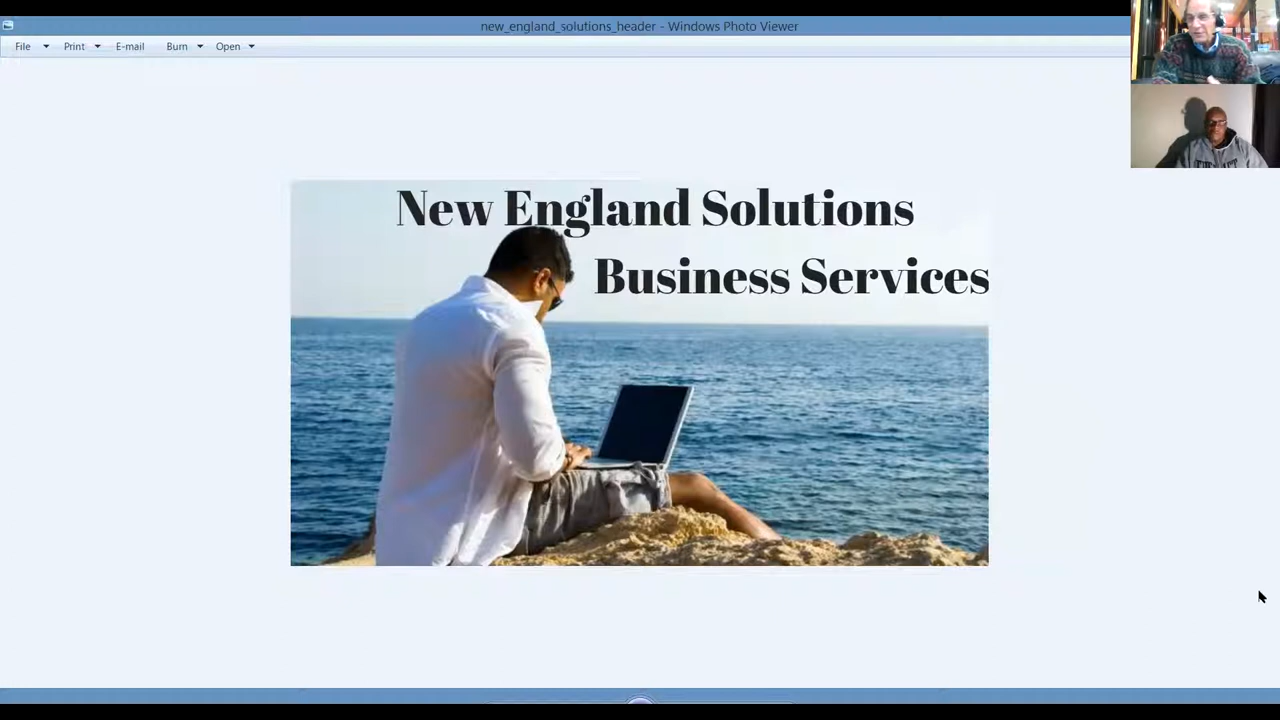 new_england_solutions_header - Windows Photo Viewer
File Print E-mail Burn Open
New England Solutions
Business Services